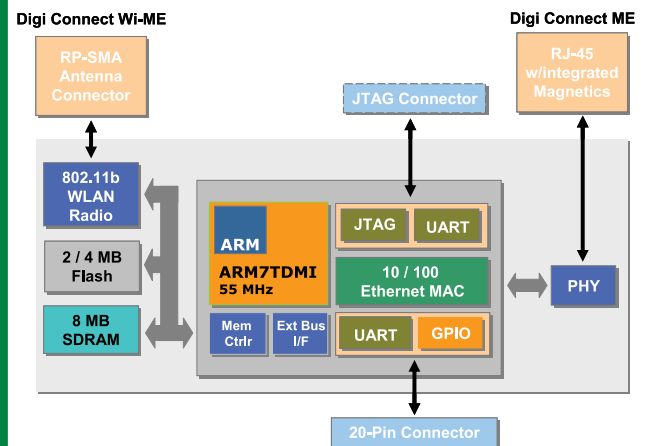 Digi Connect Wi-ME
Digi Connect ME
RP-SMA
Antenna
Connector
RJ-45
w/integrated
Magnetics
JTAG Connector
802.11b
WLAN
Radio
2 / 4 MB
Flash
8 MB
SDRAM
ARM
ARM7TDMI
55 MHz
JTAG
UART
10 / 100
Ethernet MAC
PHY
Mem
Ctrlr
Ext Bus
I/F
UART
GPIO
20-Pin Connector